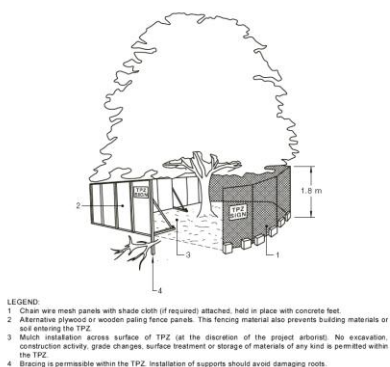 TPZ
SIGN
TPZ
SIGN
1.8 m
2
3
1
4
LEGEND:
1 Chain wire mesh panels with shade cloth (if required) attached, held in place with concrete feet.
2 Alternative plywood or wooden paling fence panels. This fencing material also prevents building materials or
soil entering the TPZ.
3 Mulch installation across surface of TPZ (at the discretion of the project arborist). No excavation,
construction activity, grade changes, surface treatment or storage of materials of any kind is permitted within
the TPZ.
4 Bracing is permissible within the TPZ. Installation of supports should avoid damaging roots.